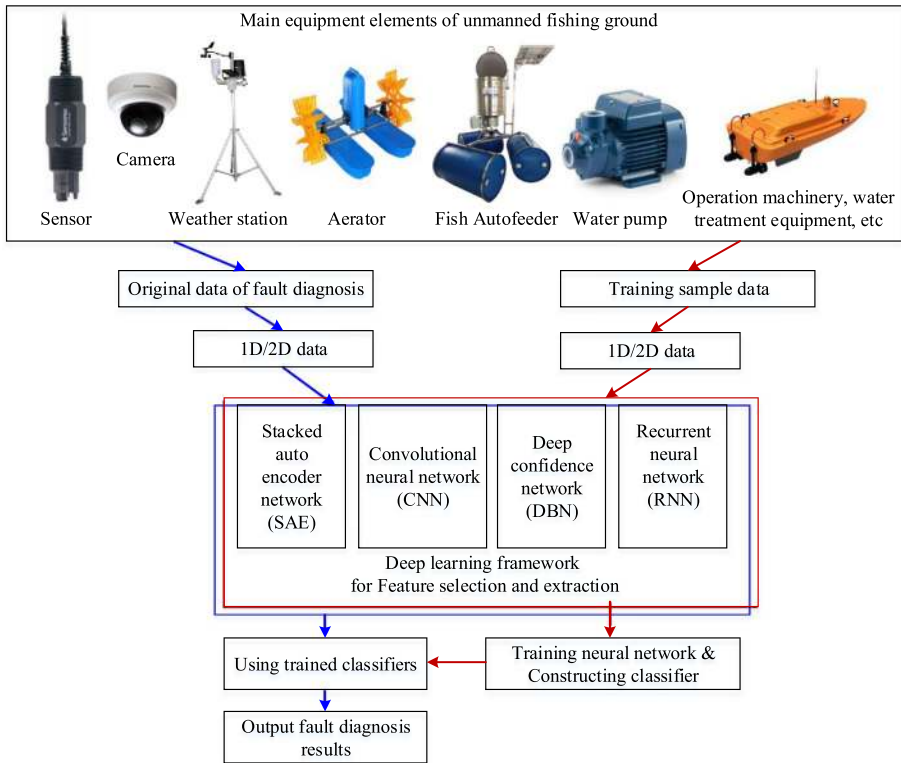 Main equipment elements of unmanned fishing ground
Camera
Sensor
Weather station
Aerator
Fish Autofeeder
Water pump
Operation machinery, water
treatment equipment, etc
Original data of fault diagnosis
Training sample data
1D/2D data
1D/2D data
Stacked
auto
encoder
network
(SAE)
Convolutional
neural network
(CNN)
Deep
confidence
network
(DBN)
Recurrent
neural
network
(RNN)
Deep learning framework
for Feature selection and extraction
Using trained classifiers
Training neural network &
Constructing classifier
Output fault diagnosis
results